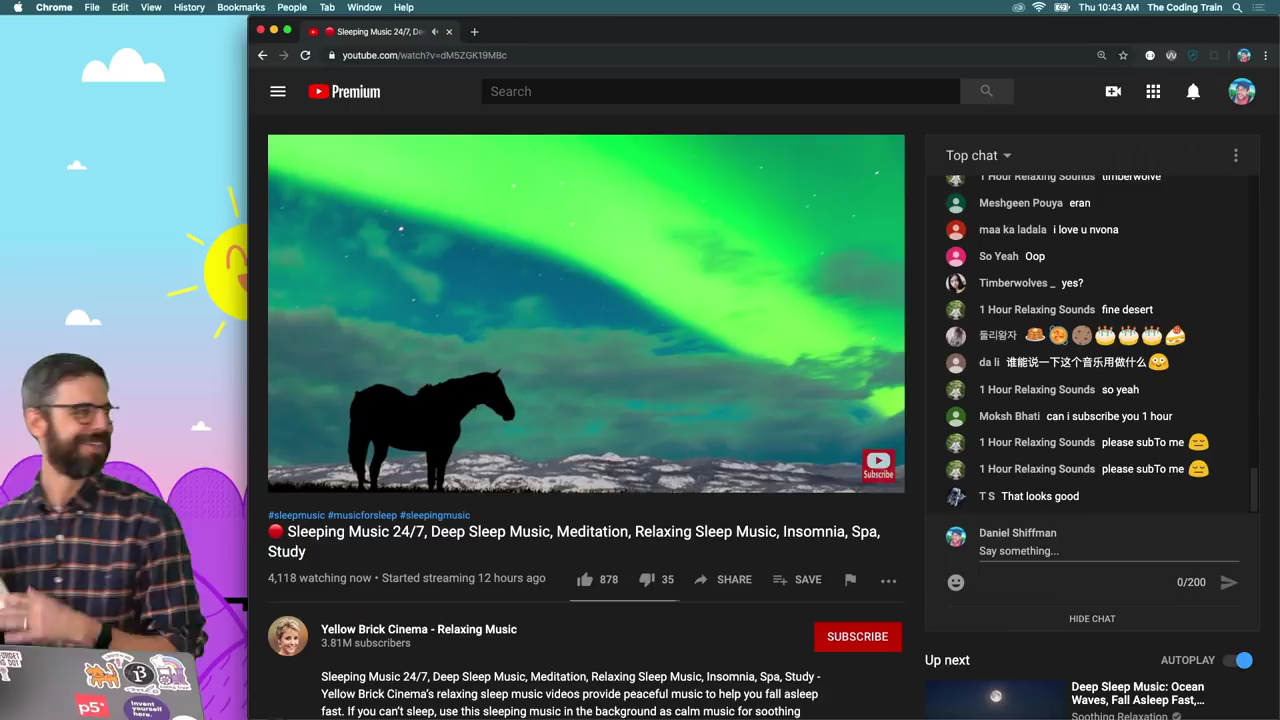 Chrome File Edit View History Bookmarks People Tab Window Help Thu 10:43 AM The Coding Train
Sleeping Music 24/7, De
youtube.com/watch?v=dM5ZGK19MBc
Premium
Search
Top chat
1 Hour Relaxing Sounds timberwolve
Meshgeen Pouya eran
maa ka ladala i love u nvona
So Yeah Oop
Timberwolves _ yes?
1 Hour Relaxing Sounds fine desert
둘리왕자
da li 谁能说一下这个音乐用做什么
1 Hour Relaxing Sounds so yeah
Moksh Bhati can i subscribe you 1 hour
1 Hour Relaxing Sounds please subTo me
1 Hour Relaxing Sounds please subTo me
T S That looks good
Daniel Shiffman
Say something...
0/200
HIDE CHAT
Subscribe
#sleepmusic #musicforsleep #sleepingmusic
Sleeping Music 24/7, Deep Sleep Music, Meditation, Relaxing Sleep Music, Insomnia, Spa,
Study
4,118 watching now • Started streaming 12 hours ago
878 35 SHARE SAVE
Yellow Brick Cinema - Relaxing Music
3.81M subscribers
SUBSCRIBE
Sleeping Music 24/7, Deep Sleep Music, Meditation, Relaxing Sleep Music, Insomnia, Spa, Study -
Yellow Brick Cinema's relaxing sleep music videos provide peaceful music to help you fall asleep
fast. If you can't sleep, use this sleeping music in the background as calm music for soothing
Up next AUTOPLAY
Deep Sleep Music: Ocean
Waves, Fall Asleep Fast,...
Soothing Relaxation
p5*
Invent
yourself
here.